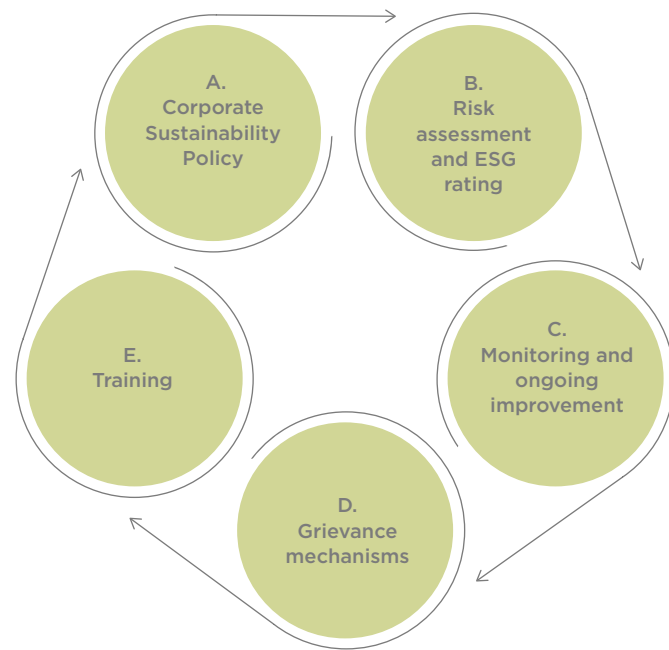 A.
Corporate
Sustainability
Policy
B.
Risk
assessment
and ESG
rating
C.
Monitoring and
ongoing
improvement
D.
Grievance
mechanisms
E.
Training